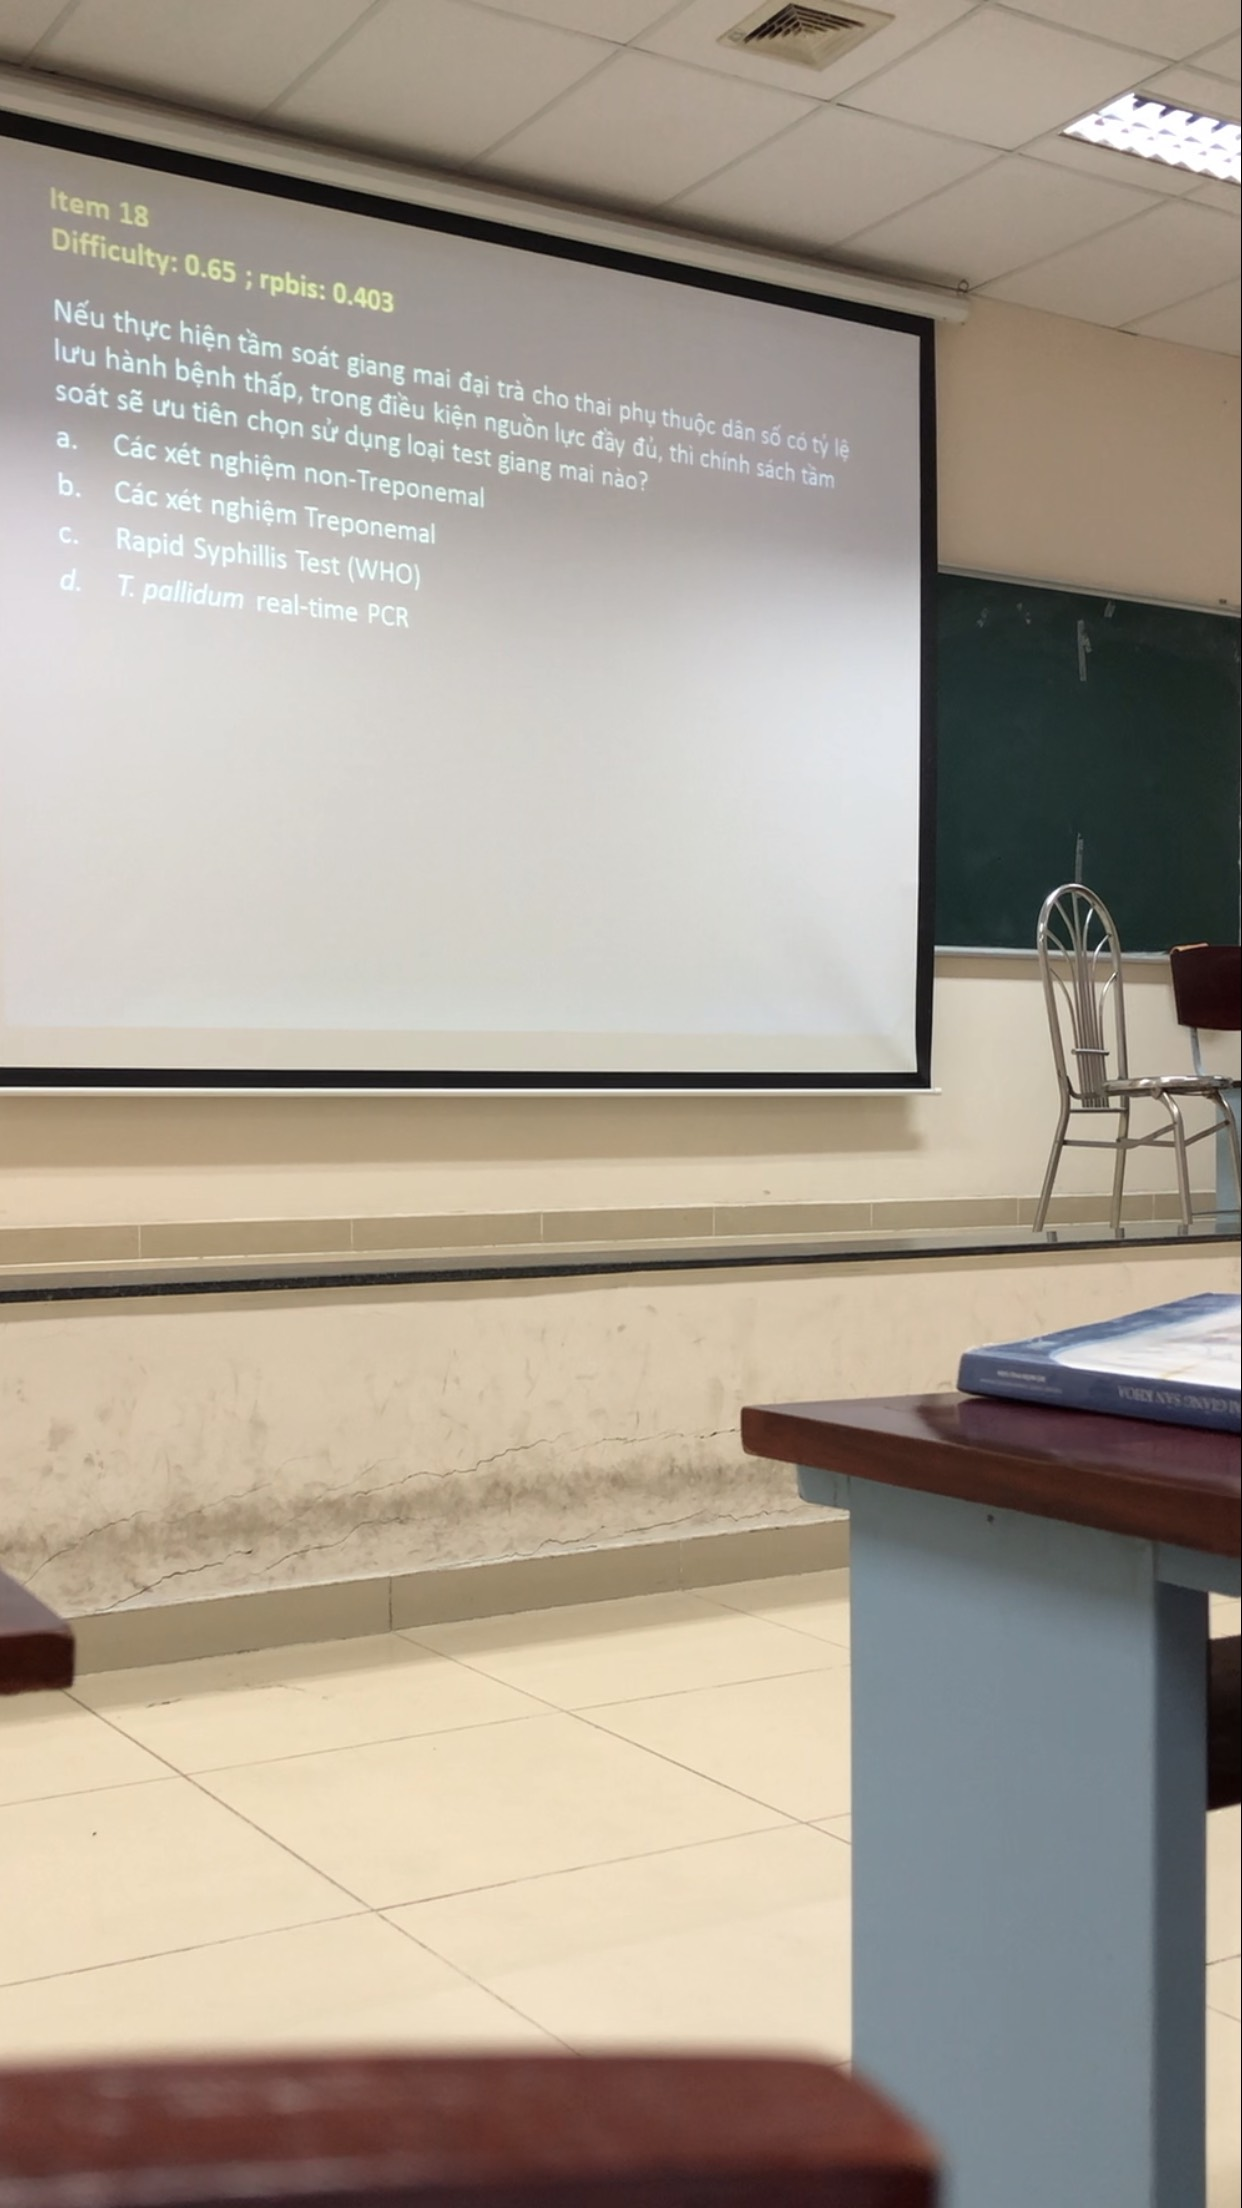 Item 18
Difficulty: 0.65 ; rpbis: 0.403
Nếu thực hiện tầm soát giang mai đại trà cho thai phụ thuộc dân số có tỷ lệ
lưu hành bệnh thấp, trong điều kiện nguồn lực đầy đủ, thì chính sách tầm
soát sẽ ưu tiên chọn sử dụng loại test giang mai nào?
a. Các xét nghiệm non-Treponemal
b. Các xét nghiệm Treponemal
c. Rapid Syphillis Test (WHO)
d. T. pallidum real-time PCR
GIẢNG SẢN KHOA